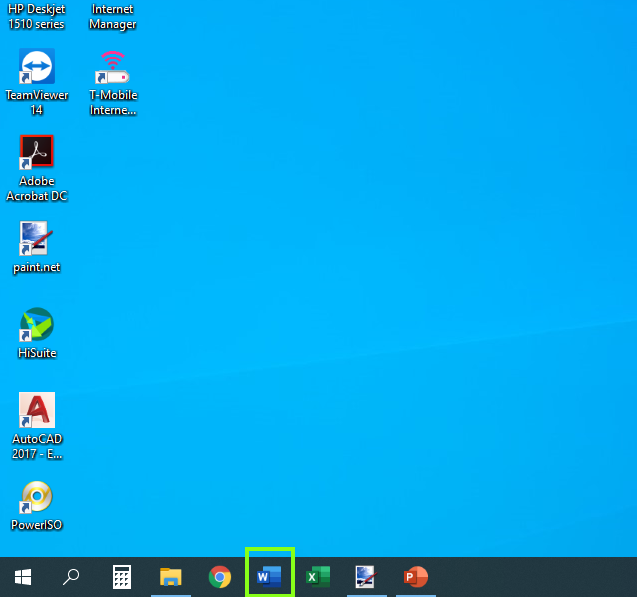 HP Deskjet
1510 series
Internet
Manager
TeamViewer
14
T-Mobile
Interne...
Adobe
Acrobat DC
paint.net
HiSuite
AutoCAD
2017 - E...
PowerISO
W
X
P